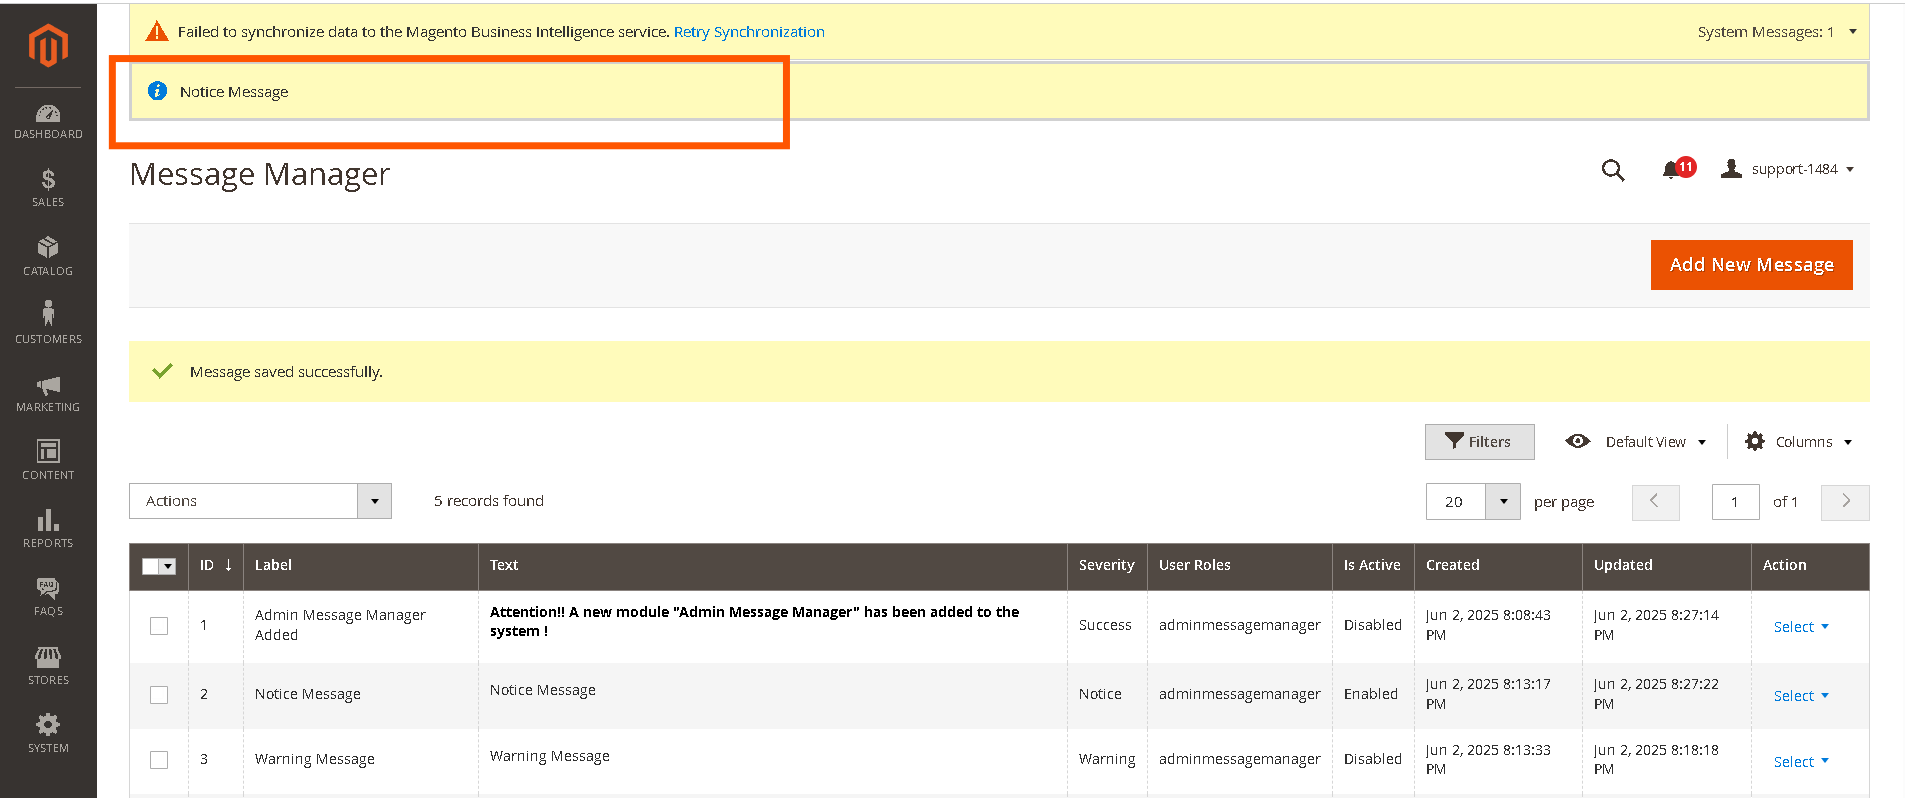 Failed to synchronize data to the Magento Business Intelligence service. Retry Synchronization
System Messages: 1
Notice Message
Message Manager
11
support-1484
Add New Message
Message saved successfully.
Filters
Default View
Columns
Actions
5 records found
20
per page
1
of 1
ID ↓ Label Text Severity User Roles Is Active Created Updated Action
1 Admin Message Manager Added Attention!! A new module "Admin Message Manager" has been added to the system ! Success adminmessagemanager Disabled Jun 2, 2025 8:08:43 PM Jun 2, 2025 8:27:14 PM Select
2 Notice Message Notice Message Notice adminmessagemanager Enabled Jun 2, 2025 8:13:17 PM Jun 2, 2025 8:27:22 PM Select
3 Warning Message Warning Message Warning adminmessagemanager Disabled Jun 2, 2025 8:13:33 PM Jun 2, 2025 8:18:18 PM Select
DASHBOARD
SALES
CATALOG
CUSTOMERS
MARKETING
CONTENT
REPORTS
FAQ
FAQS
STORES
SYSTEM